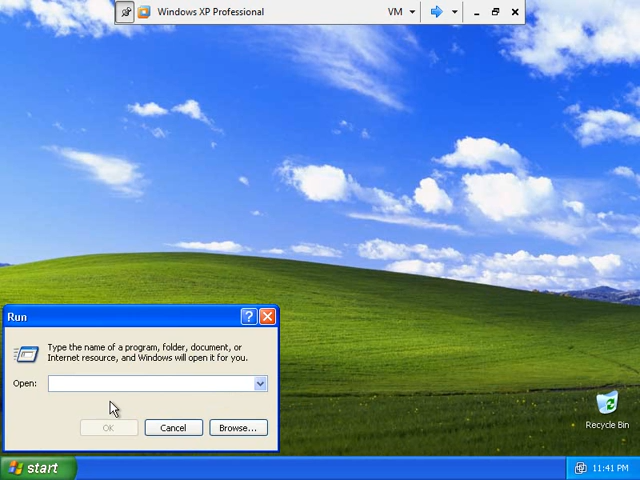 Windows XP Professional
VM
Run
Type the name of a program, folder, document, or
Internet resource, and Windows will open it for you.
Open:
OK
Cancel
Browse...
Recycle Bin
start
11:41 PM